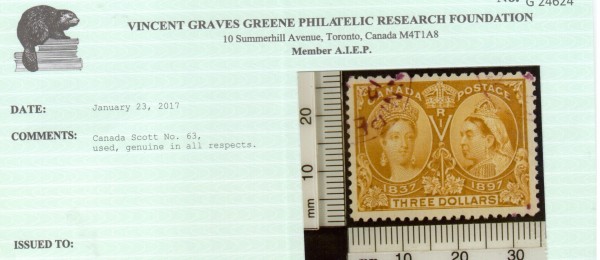 No. G 24624
VINCENT GRAVES GREENE PHILATELIC RESEARCH FOUNDATION
10 Summerhill Avenue, Toronto, Canada M4T1A8
Member A.I.E.P.
DATE: January 23, 2017
COMMENTS: Canada Scott No. 63,
used, genuine in all respects.
ISSUED TO:
CANADA POSTAGE
V R
1837 1897
THREE DOLLARS
20
10
mm
10 20 30